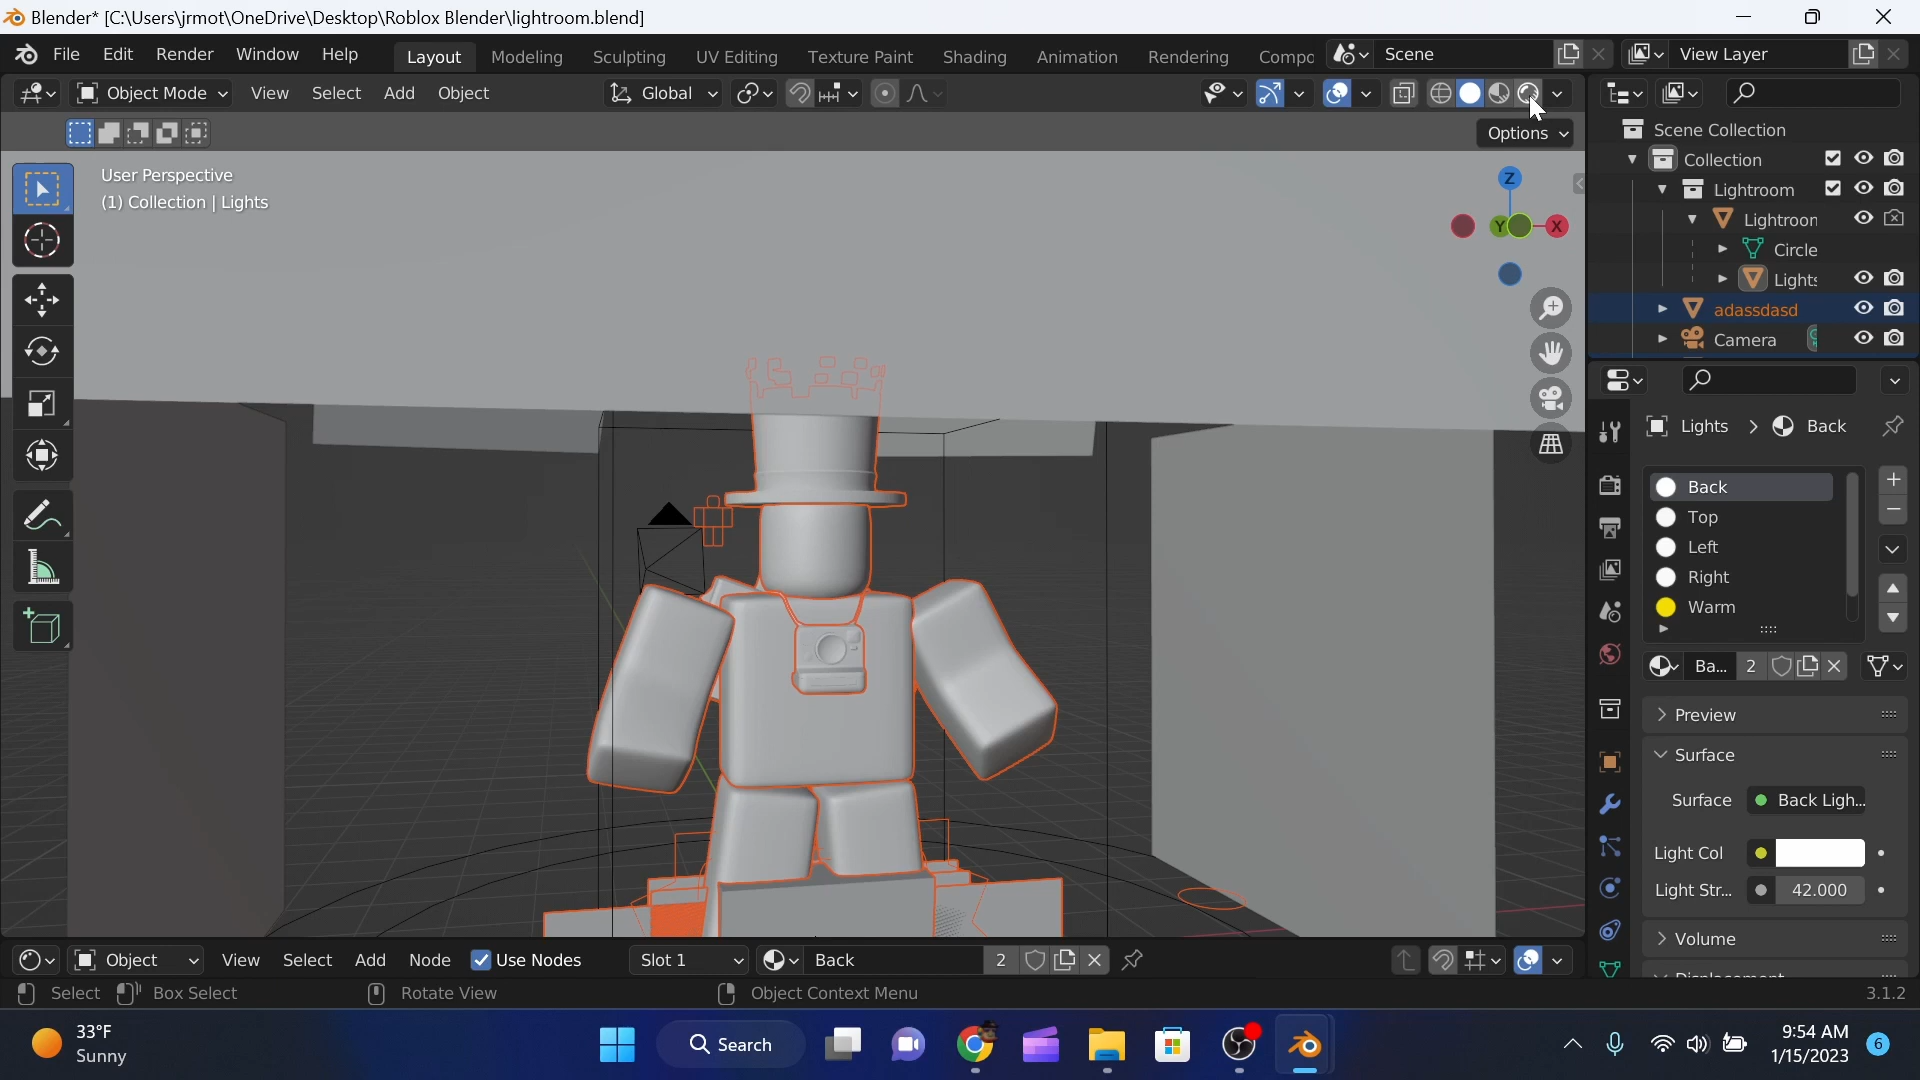 Blender* [C:\Users\jrmot\OneDrive\Desktop\Roblox Blender\lightroom.blend]
File Edit Render Window Help Layout Modeling Sculpting UV Editing Texture Paint Shading Animation Rendering Compo Scene View Layer
Object Mode View Select Add Object Global
Options
User Perspective
(1) Collection | Lights
Z
Y
X
Scene Collection
Collection
Lightroom
Lightroon
Circle
Lights
adassdasd
Camera
Lights > Back
Back
Top
Left
Right
Warm
Ba... 2
Preview
Surface
Surface Back Ligh...
Light Col
Light Str... 42.000
Volume
Displacement
Object View Select Add Node Use Nodes Slot 1 Back 2
Select Box Select Rotate View Object Context Menu 3.1.2
33°F
Sunny
Search
9:54 AM
1/15/2023
6